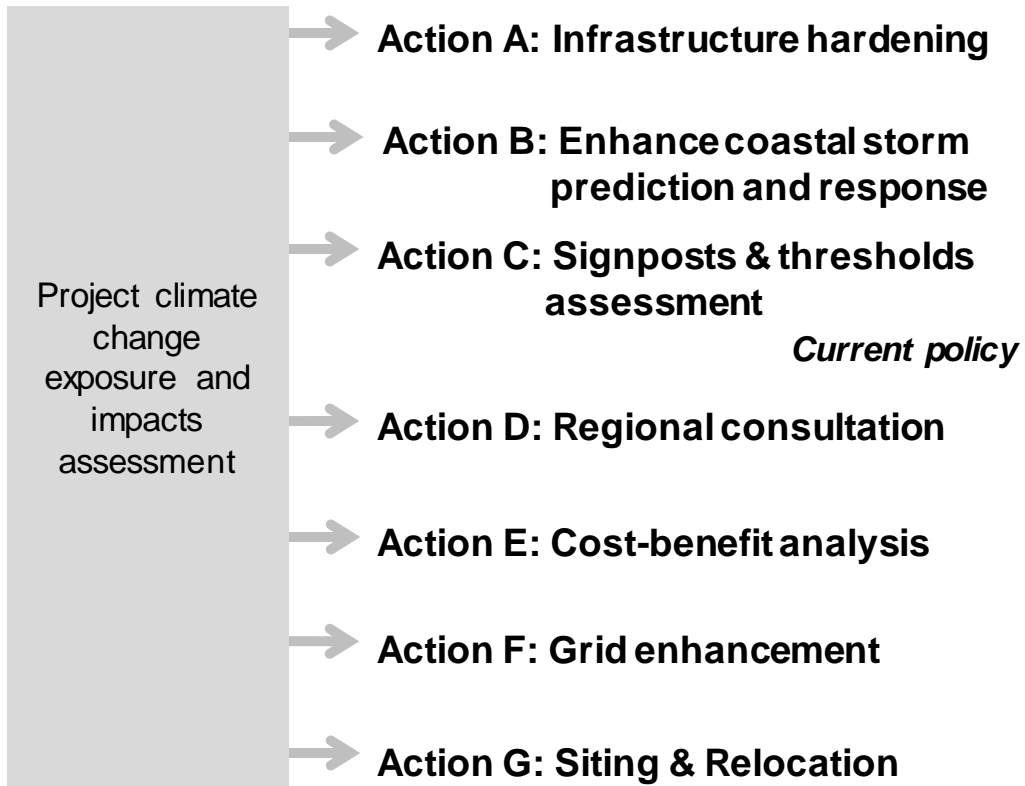 Project climate
change
exposure and
impacts
assessment
Action A: Infrastructure hardening
Action B: Enhance coastal storm
prediction and response
Action C: Signposts & thresholds
assessment
Current policy
Action D: Regional consultation
Action E: Cost-benefit analysis
Action F: Grid enhancement
Action G: Siting & Relocation